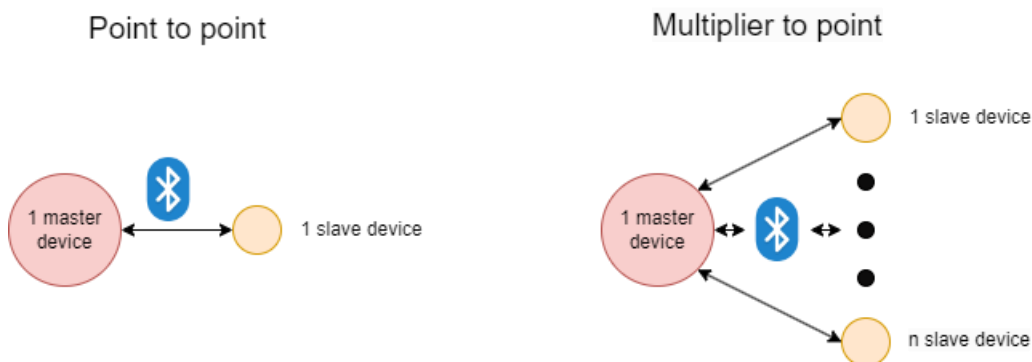 Point to point
1 master
device
1 slave device
Multiplier to point
1 slave device
1 master
device
n slave device